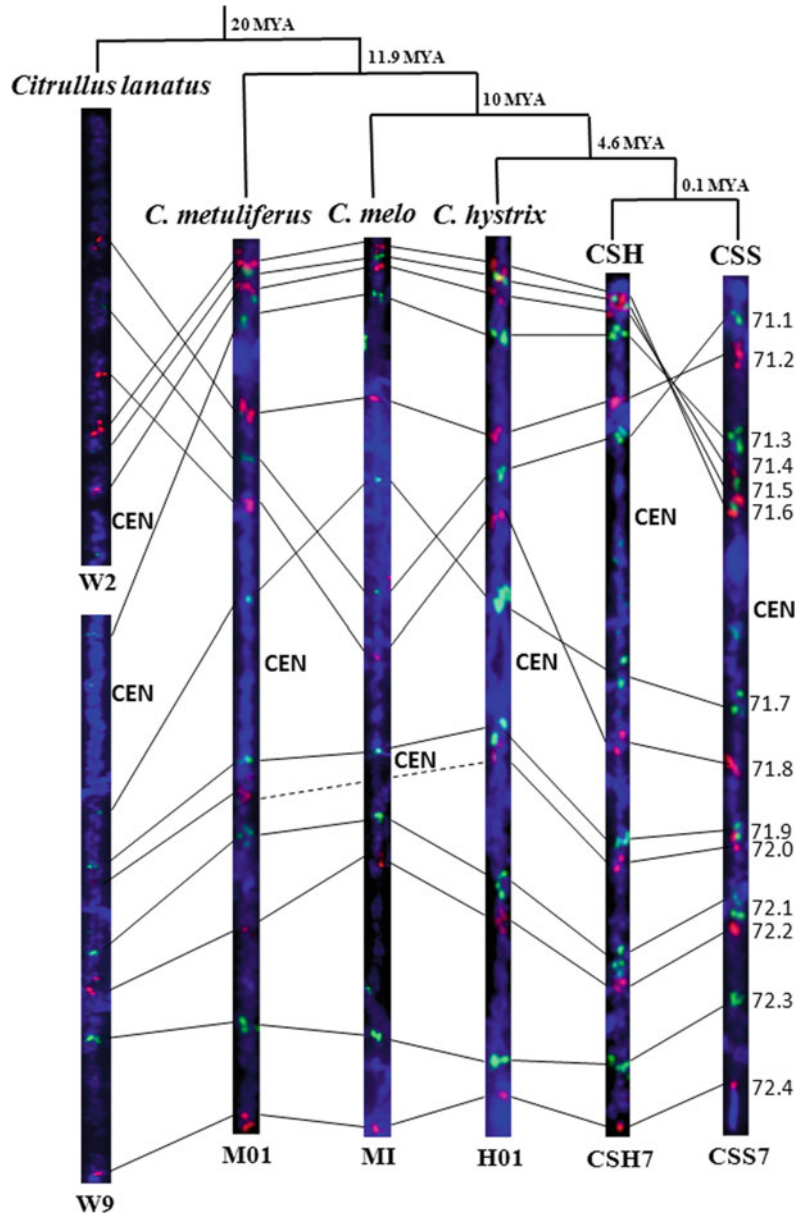 20 MYA
11.9 MYA
Citrullus lanatus
10 MYA
4.6 MYA
0.1 MYA
C. metuliferus
C. melo
C. hystrix
CSH
CSS
71.1
71.2
71.3
71.4
71.5
71.6
CEN
CEN
W2
CEN
CEN
CEN
CEN
71.7
CEN
71.8
71.9
72.0
72.1
72.2
72.3
72.4
M01
MI
H01
CSH7
CSS7
W9